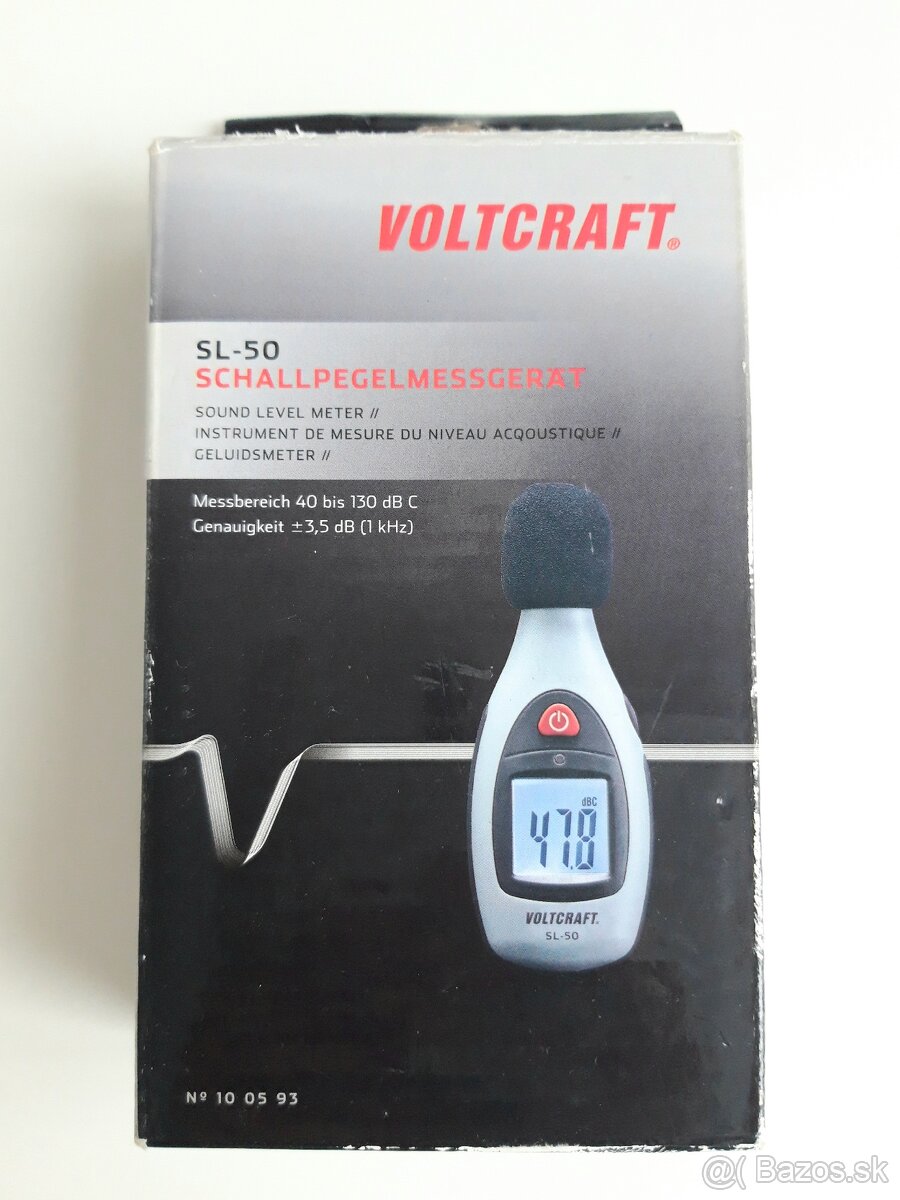 VOLTCRAFT®
SL-50
SCHALLPEGELMESSGERÄT
SOUND LEVEL METER //
INSTRUMENT DE MESURE DU NIVEAU ACQOUSTIQUE //
GELUIDSMETER //
Messbereich 40 bis 130 dB C
Genauigkeit ±3,5 dB (1 kHz)
dBC
47.8
VOLTCRAFT®
SL-50
Nº 10 05 93
@( Bazos.sk